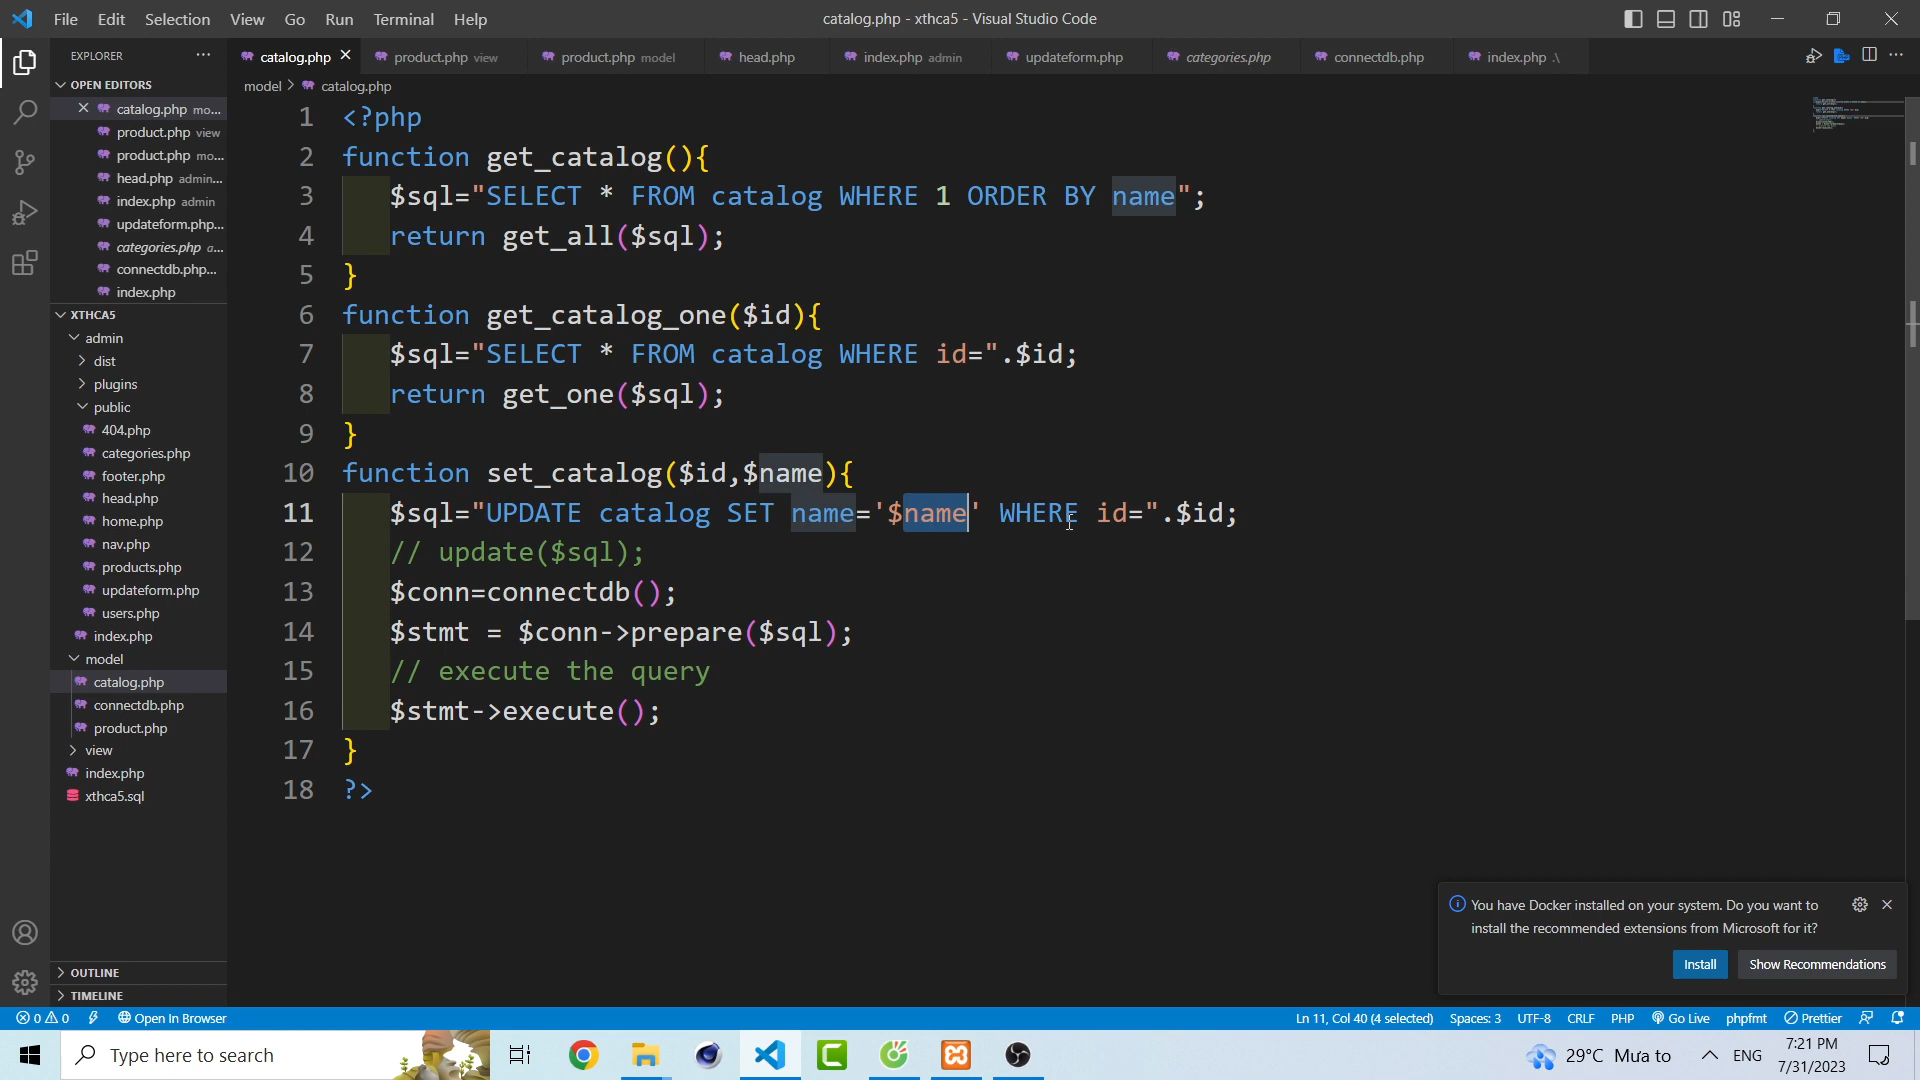 File Edit Selection View Go Run Terminal Help
catalog.php - xthca5 - Visual Studio Code
EXPLORER
OPEN EDITORS
catalog.php mo...
product.php view
product.php mo...
head.php admin...
index.php admin
updateform.php...
categories.php a...
connectdb.php...
index.php
XTHCA5
admin
dist
plugins
public
404.php
categories.php
footer.php
head.php
home.php
nav.php
products.php
updateform.php
users.php
index.php
model
catalog.php
connectdb.php
product.php
view
index.php
xthca5.sql
OUTLINE
TIMELINE
catalog.php product.php view product.php model head.php index.php admin updateform.php categories.php connectdb.php index.php .\
model > catalog.php
1 <?php
2 function get_catalog(){
3 $sql="SELECT * FROM catalog WHERE 1 ORDER BY name";
4 return get_all($sql);
5 }
6 function get_catalog_one($id){
7 $sql="SELECT * FROM catalog WHERE id=".$id;
8 return get_one($sql);
9 }
10 function set_catalog($id,$name){
11 $sql="UPDATE catalog SET name='$name' WHERE id=".$id;
12 // update($sql);
13 $conn=connectdb();
14 $stmt = $conn->prepare($sql);
15 // execute the query
16 $stmt->execute();
17 }
18 ?>
You have Docker installed on your system. Do you want to
install the recommended extensions from Microsoft for it?
Install Show Recommendations
0 0 Open In Browser
Ln 11, Col 40 (4 selected) Spaces: 3 UTF-8 CRLF PHP Go Live phpfmt Prettier
Type here to search
29°C Mưa to ENG
7:21 PM
7/31/2023